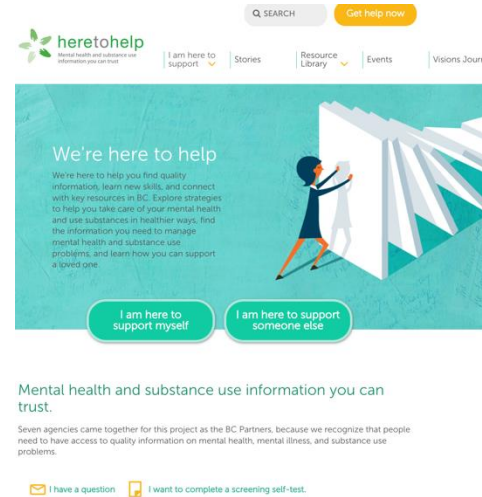 SEARCH
Get help now
heretohelp
Mental health and substance use
information you can trust
I am here to
support
Stories
Resource
Library
Events
Visions Jour
We're here to help
We're here to help you find quality
information, learn new skills, and connect
with key resources in BC. Explore strategies
to help you take care of your mental health
and use substances in healthier ways, find
the information you need to manage
mental health and substance use
problems, and learn how you can support
a loved one.
I am here to
support myself
I am here to support
someone else
Mental health and substance use information you can
trust.
Seven agencies came together for this project as the BC Partners, because we recognize that people
need to have access to quality information on mental health, mental illness, and substance use
problems.
I have a question
I want to complete a screening self-test.